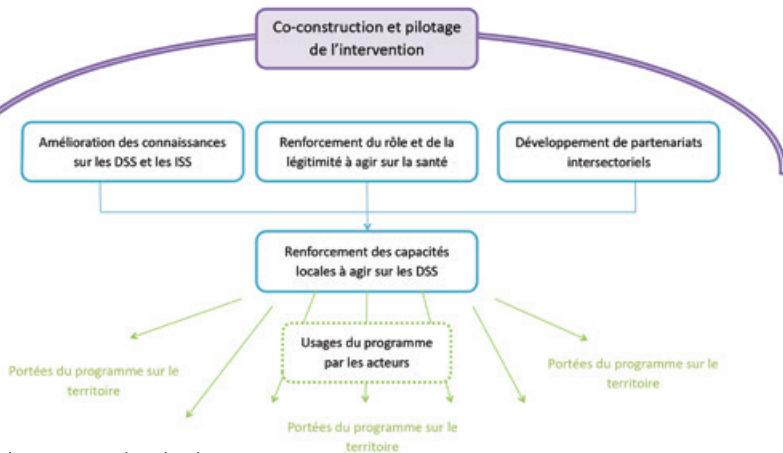 Co-construction et pilotage
de l'intervention
Amélioration des connaissances
sur les DSS et les ISS
Renforcement du rôle et de la
légitimité à agir sur la santé
Développement de partenariats
intersectoriels
Renforcement des capacités
locales à agir sur les DSS
Usages du programme
par les acteurs
Portées du programme sur le
territoire
Portées du programme sur le
territoire
Portées du programme sur le
territoire